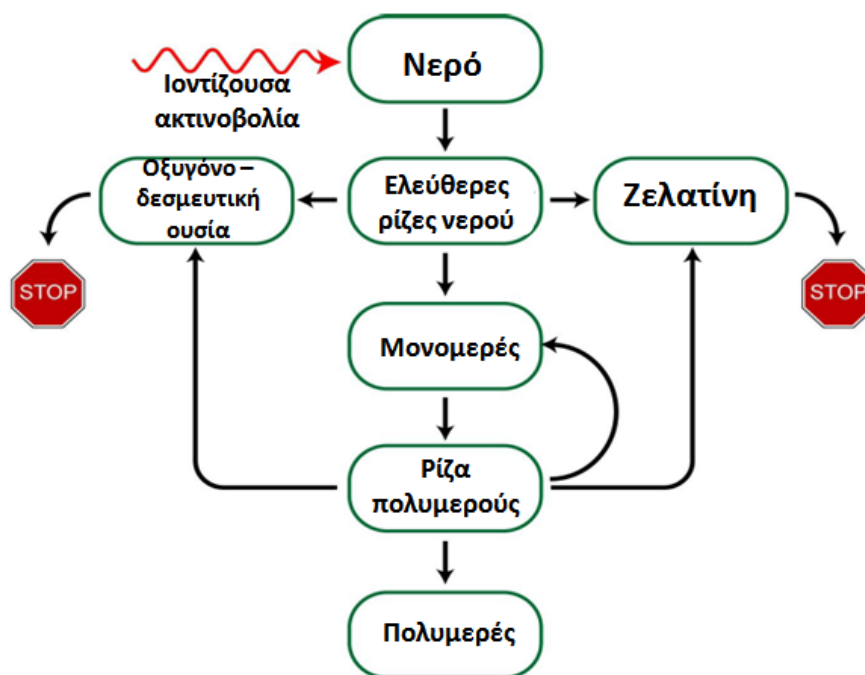 Νερό
Ιοντίζουσα
ακτινοβολία
Οξυγόνο –
δεσμευτική
ουσία
Ελεύθερες
ρίζες νερού
Ζελατίνη
STOP
STOP
Μονομερές
Ρίζα
πολυμερούς
Πολυμερές